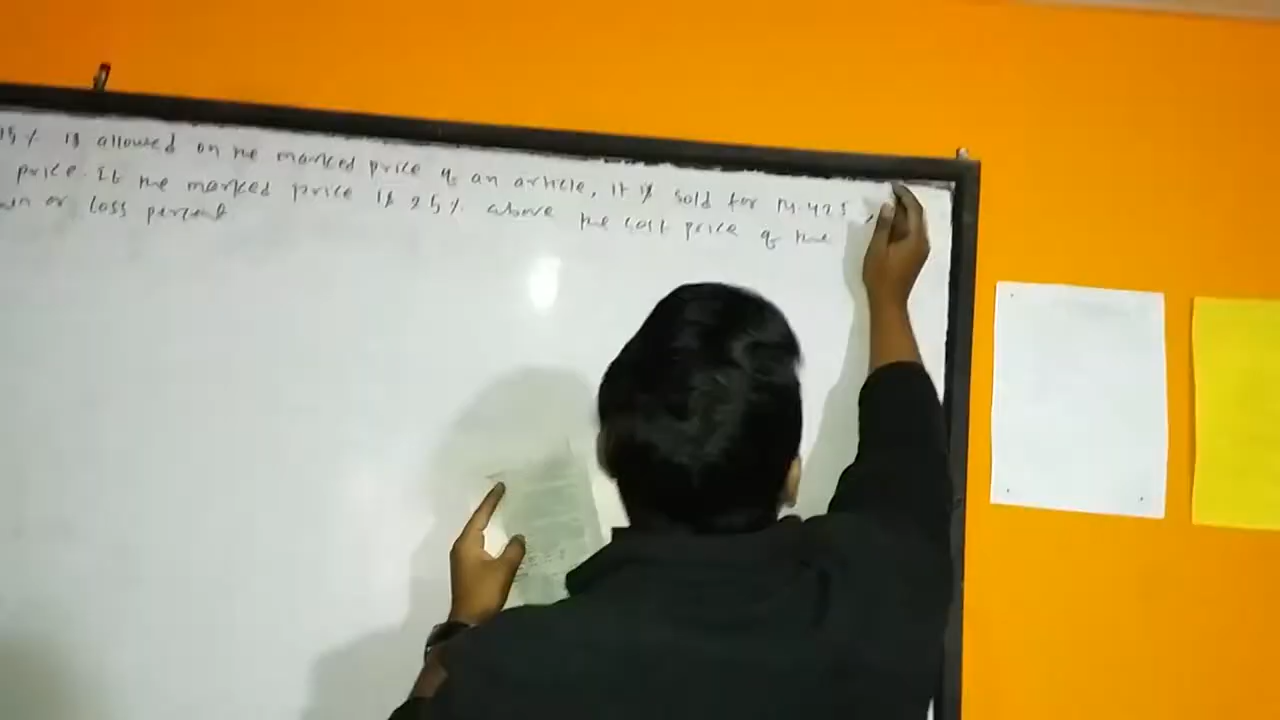 15% is allowed on the marked price of an article, it is sold for Rs. 425,
price. If the marked price is 25% above the cost price of the
or loss percent